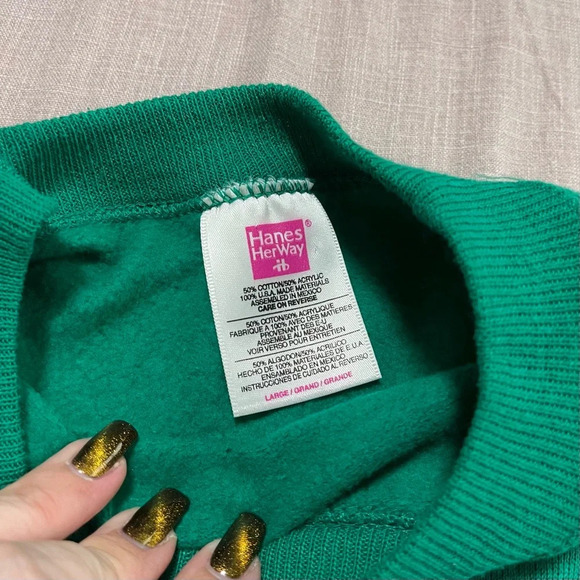 Hanes
HerWay®
50% COTTON/50% ACRYLIC
100% U.S.A. MADE MATERIALS
ASSEMBLED IN MEXICO
CARE ON REVERSE
50% COTON/50% ACRYLIQUE
FABRIQUE A 100% AVEC DES MATIÈRES
PROVENANT DES E-U
ASSEMBLE AU MEXIQUE
VOIR VERSO POUR ENTRETIEN
50% ALGODON/50% ACRILICO
HECHO DE 100% MATERIALES DE E.U.A.
ENSAMBLADO EN MEXICO
INSTRUCCIONES DE CUIDADO AL REVERSO
LARGE / GRAND / GRANDE